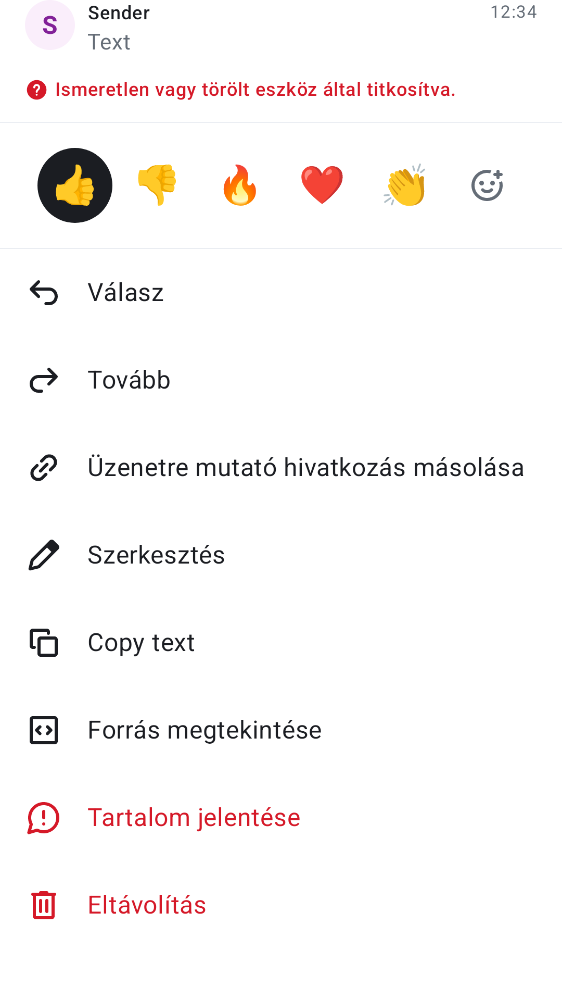 S
Sender
12:34
Text
Ismeretlen vagy törölt eszköz által titkosítva.
Válasz
Tovább
Üzenetre mutató hivatkozás másolása
Szerkesztés
Copy text
Forrás megtekintése
Tartalom jelentése
Eltávolítás